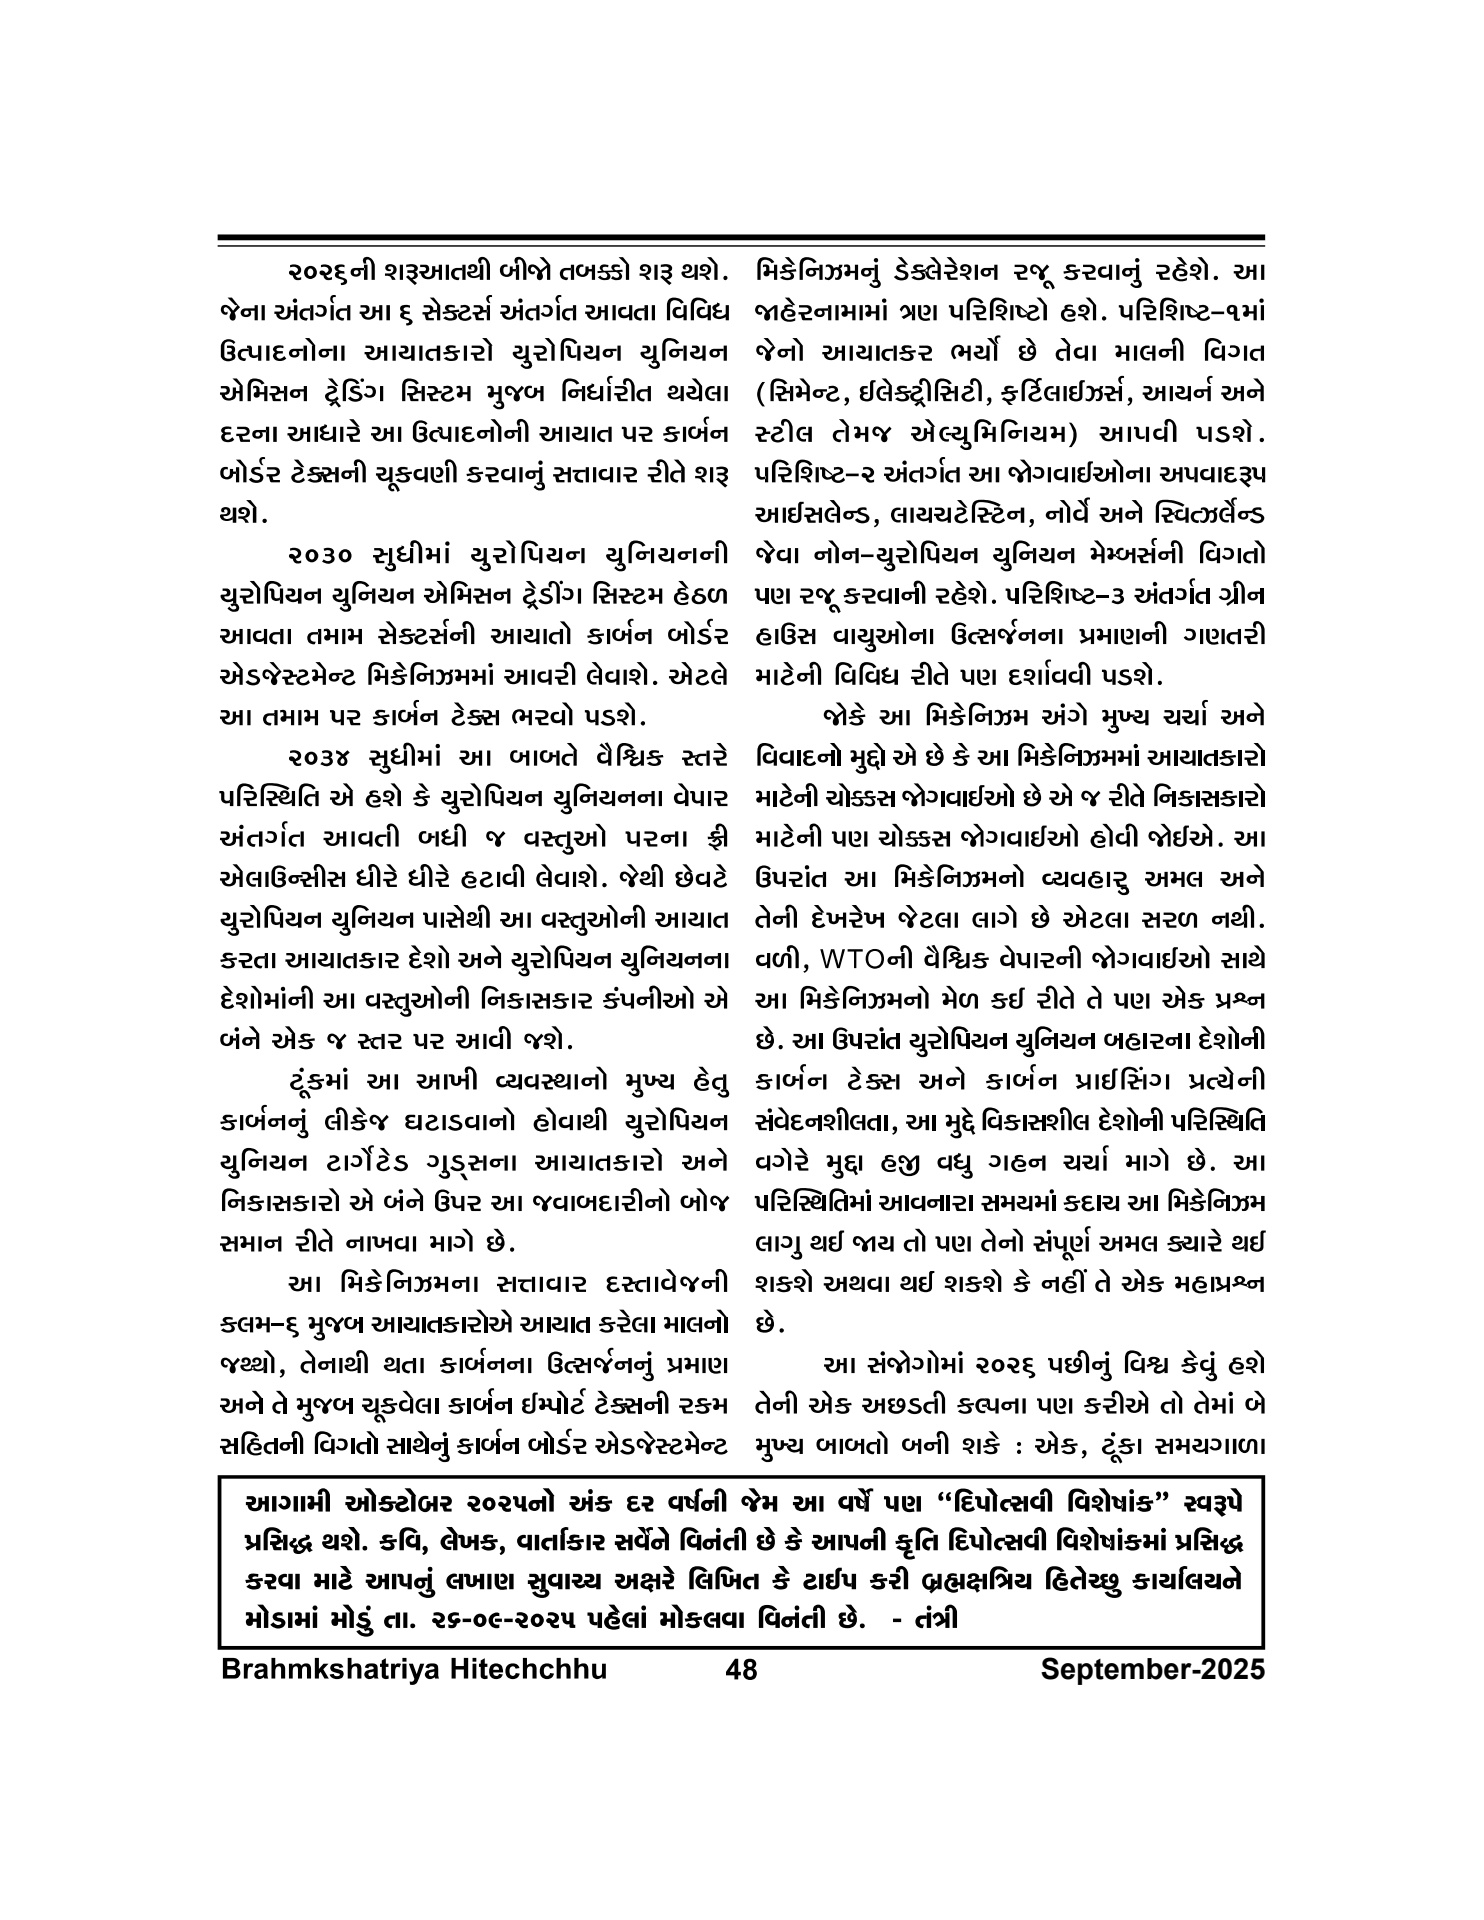 ૨૦૨૬ની શરૂઆતથી બીજો તબક્કો શરૂ થશે.
જેના અંતર્ગત આ ૬ સેક્ટર્સ અંતર્ગત આવતા વિવિધ
ઉત્પાદનોના આયાતકારો યુરોપિયન યુનિયન
એમિસન ટ્રેડિંગ સિસ્ટમ મુજબ નિર્ધારીત થયેલા
દરના આધારે આ ઉત્પાદનોની આયાત પર કાર્બન
બોર્ડર ટેક્સની ચૂકવણી કરવાનું સત્તાવાર રીતે શરૂ
થશે.
૨૦૩૦ સુધીમાં યુરોપિયન યુનિયનની
યુરોપિયન યુનિયન એમિસન ટ્રેડીંગ સિસ્ટમ હેઠળ
આવતા તમામ સેક્ટર્સની આયાતો કાર્બન બોર્ડર
એડજેસ્ટમેન્ટ મિકેનિઝમમાં આવરી લેવાશે. એટલે
આ તમામ પર કાર્બન ટેક્સ ભરવો પડશે.
૨૦૩૪ સુધીમાં આ બાબતે વૈશ્વિક સ્તરે
પરિસ્થિતિ એ હશે કે યુરોપિયન યુનિયનના વેપાર
અંતર્ગત આવતી બધી જ વસ્તુઓ પરના ફ્રી
એલાઉન્સીસ ધીરે ધીરે હટાવી લેવાશે. જેથી છેવટે
યુરોપિયન યુનિયન પાસેથી આ વસ્તુઓની આયાત
કરતા આયાતકાર દેશો અને યુરોપિયન યુનિયનના
દેશોમાંની આ વસ્તુઓની નિકાસકાર કંપનીઓ એ
બંને એક જ સ્તર પર આવી જશે.
ટૂંકમાં આ આખી વ્યવસ્થાનો મુખ્ય હેતુ
કાર્બનનું લીકેજ ઘટાડવાનો હોવાથી યુરોપિયન
યુનિયન ટાર્ગેટેડ ગુડ્સના આયાતકારો અને
નિકાસકારો એ બંને ઉપર આ જવાબદારીનો બોજ
સમાન રીતે નાખવા માગે છે.
આ મિકેનિઝમના સત્તાવાર દસ્તાવેજની
કલમ-૬ મુજબ આયાતકારોએ આયાત કરેલા માલનો
જથ્થો, તેનાથી થતા કાર્બનના ઉત્સર્જનનું પ્રમાણ
અને તે મુજબ ચૂકવેલા કાર્બન ઈમ્પોર્ટ ટેક્સની રકમ
સહિતની વિગતો સાથેનું કાર્બન બોર્ડર એડજેસ્ટમેન્ટ
મિકેનિઝમનું ડેક્લેરેશન રજૂ કરવાનું રહેશે. આ
જાહેરનામામાં ત્રણ પરિશિષ્ટો હશે. પરિશિષ્ટ-૧માં
જેનો આયાતકર ભર્યો છે તેવા માલની વિગત
(સિમેન્ટ, ઈલેક્ટ્રીસિટી, ફર્ટિલાઈઝર્સ, આયર્ન અને
સ્ટીલ તેમજ એલ્યુમિનિયમ) આપવી પડશે.
પરિશિષ્ટ-૨ અંતર્ગત આ જોગવાઈઓના અપવાદરૂપ
આઈસલેન્ડ, લાયચટેસ્ટિન, નોર્વે અને સ્વિત્ઝર્લેન્ડ
જેવા નોન-યુરોપિયન યુનિયન મેમ્બર્સની વિગતો
પણ રજૂ કરવાની રહેશે. પરિશિષ્ટ-૩ અંતર્ગત ગ્રીન
હાઉસ વાયુઓના ઉત્સર્જનના પ્રમાણની ગણતરી
માટેની વિવિધ રીતે પણ દર્શાવવી પડશે.
જોકે આ મિકેનિઝમ અંગે મુખ્ય ચર્ચા અને
વિવાદનો મુદ્દો એ છે કે આ મિકેનિઝમમાં આયાતકારો
માટેની ચોક્કસ જોગવાઈઓ છે એ જ રીતે નિકાસકારો
માટેની પણ ચોક્કસ જોગવાઈઓ હોવી જોઈએ. આ
ઉપરાંત આ મિકેનિઝમનો વ્યવહારુ અમલ અને
તેની દેખરેખ જેટલા લાગે છે એટલા સરળ નથી.
વળી, WTOની વૈશ્વિક વેપારની જોગવાઈઓ સાથે
આ મિકેનિઝમનો મેળ કઈ રીતે તે પણ એક પ્રશ્ન
છે. આ ઉપરાંત યુરોપિયન યુનિયન બહારના દેશોની
કાર્બન ટેક્સ અને કાર્બન પ્રાઈસિંગ પ્રત્યેની
સંવેદનશીલતા, આ મુદ્દે વિકાસશીલ દેશોની પરિસ્થિતિ
વગેરે મુદ્દા હજી વધુ ગહન ચર્ચા માગે છે. આ
પરિસ્થિતિમાં આવનારા સમયમાં કદાચ આ મિકેનિઝમ
લાગુ થઈ જાય તો પણ તેનો સંપૂર્ણ અમલ ક્યારે થઈ
શકશે અથવા થઈ શકશે કે નહીં તે એક મહાપ્રશ્ન
છે.
આ સંજોગોમાં ૨૦૨૬ પછીનું વિશ્વ કેવું હશે
તેની એક અછડતી કલ્પના પણ કરીએ તો તેમાં બે
મુખ્ય બાબતો બની શકે : એક, ટૂંકા સમયગાળા
આગામી ઓક્ટોબર ૨૦૨૫નો અંક દર વર્ષની જેમ આ વર્ષે પણ “દિપોત્સવી વિશેષાંક” સ્વરૂપે
પ્રસિદ્ધ થશે. કવિ, લેખક, વાર્તાકાર સર્વેને વિનંતી છે કે આપની કૃતિ દિપોત્સવી વિશેષાંકમાં પ્રસિદ્ધ
કરવા માટે આપનું લખાણ સુવાચ્ય અક્ષરે લિખિત કે ટાઈપ કરી બ્રહ્મક્ષત્રિય હિતેચ્છુ કાર્યાલયને
મોડામાં મોડું તા. ૨૬-૦૯-૨૦૨૫ પહેલાં મોકલવા વિનંતી છે. - તંત્રી
Brahmkshatriya Hitechchhu 48 September-2025